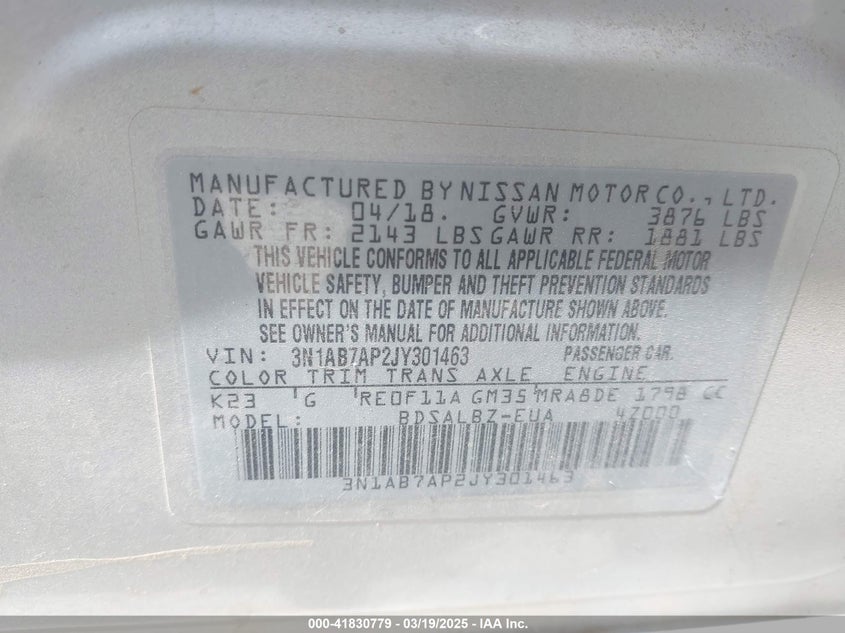 MANUFACTURED BY NISSAN MOTOR CO., LTD.
DATE: 04/18. GVWR: 3876 LBS
GAWR FR: 2143 LBS GAWR RR: 1881 LBS
THIS VEHICLE CONFORMS TO ALL APPLICABLE FEDERAL MOTOR
VEHICLE SAFETY, BUMPER AND THEFT PREVENTION STANDARDS
IN EFFECT ON THE DATE OF MANUFACTURE SHOWN ABOVE.
SEE OWNER'S MANUAL FOR ADDITIONAL INFORMATION.
VIN: 3N1AB7AP2JY301463 PASSENGER CAR.
COLOR TRIM TRANS AXLE ENGINE
K23 G RE0F11A GM35 MRA8DE 1798 CC
MODEL: BDSALBZ-EUA 4Z000
3N1AB7AP2JY301463
000-41830779 - 03/19/2025 - IAA Inc.